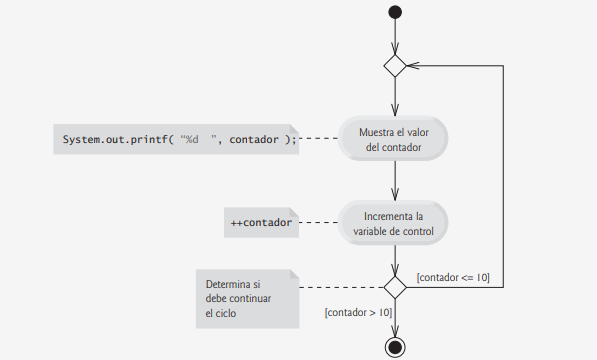 Muestra el valor
del contador
System.out.printf( “%d  ”, contador );
Incrementa la
variable de control
++contador
Determina si
debe continuar
el ciclo
[contador <= 10]
[contador > 10]